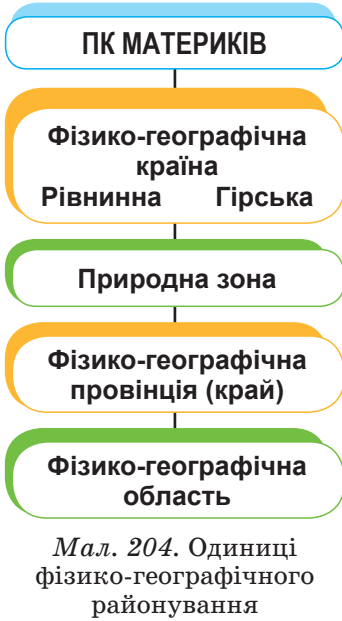 ПК МАТЕРИКІВ
Фізико-географічна
країна
Рівнинна Гірська
Природна зона
Фізико-географічна
провінція (край)
Фізико-географічна
область
Мал. 204. Одиниці
фізико-географічного
районування